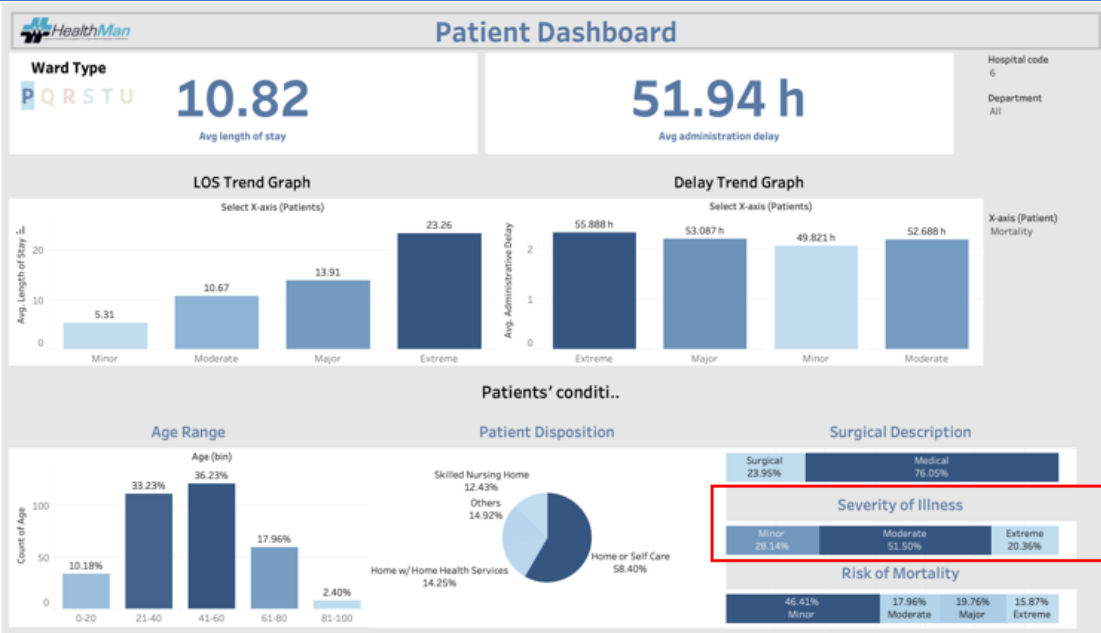 HealthMan
Patient Dashboard
Ward Type
P Q R S T U
10.82
Avg length of stay
51.94 h
Avg administration delay
Hospital code
6
Department
All
LOS Trend Graph
Select X-axis (Patients)
Avg. Length of Stay
20
10
0
5.31
10.67
13.91
23.26
Minor
Moderate
Major
Extreme
Delay Trend Graph
Select X-axis (Patients)
Avg. Administrative Delay
2
1
0
55.888 h
53.087 h
49.821 h
52.688 h
Extreme
Major
Minor
Moderate
X-axis (Patient)
Mortality
Patients' conditi..
Age Range
Age (bin)
Count of Age
100
50
0
10.18%
33.23%
36.23%
17.96%
2.40%
0-20
21-40
41-60
61-80
81-100
Patient Disposition
Skilled Nursing Home
12.43%
Others
14.92%
Home w/ Home Health Services
14.25%
Home or Self Care
58.40%
Surgical Description
Surgical
23.95%
Medical
76.05%
Severity of Illness
Minor
28.14%
Moderate
51.50%
Extreme
20.36%
Risk of Mortality
46.41%
Minor
17.96%
Moderate
19.76%
Major
15.87%
Extreme